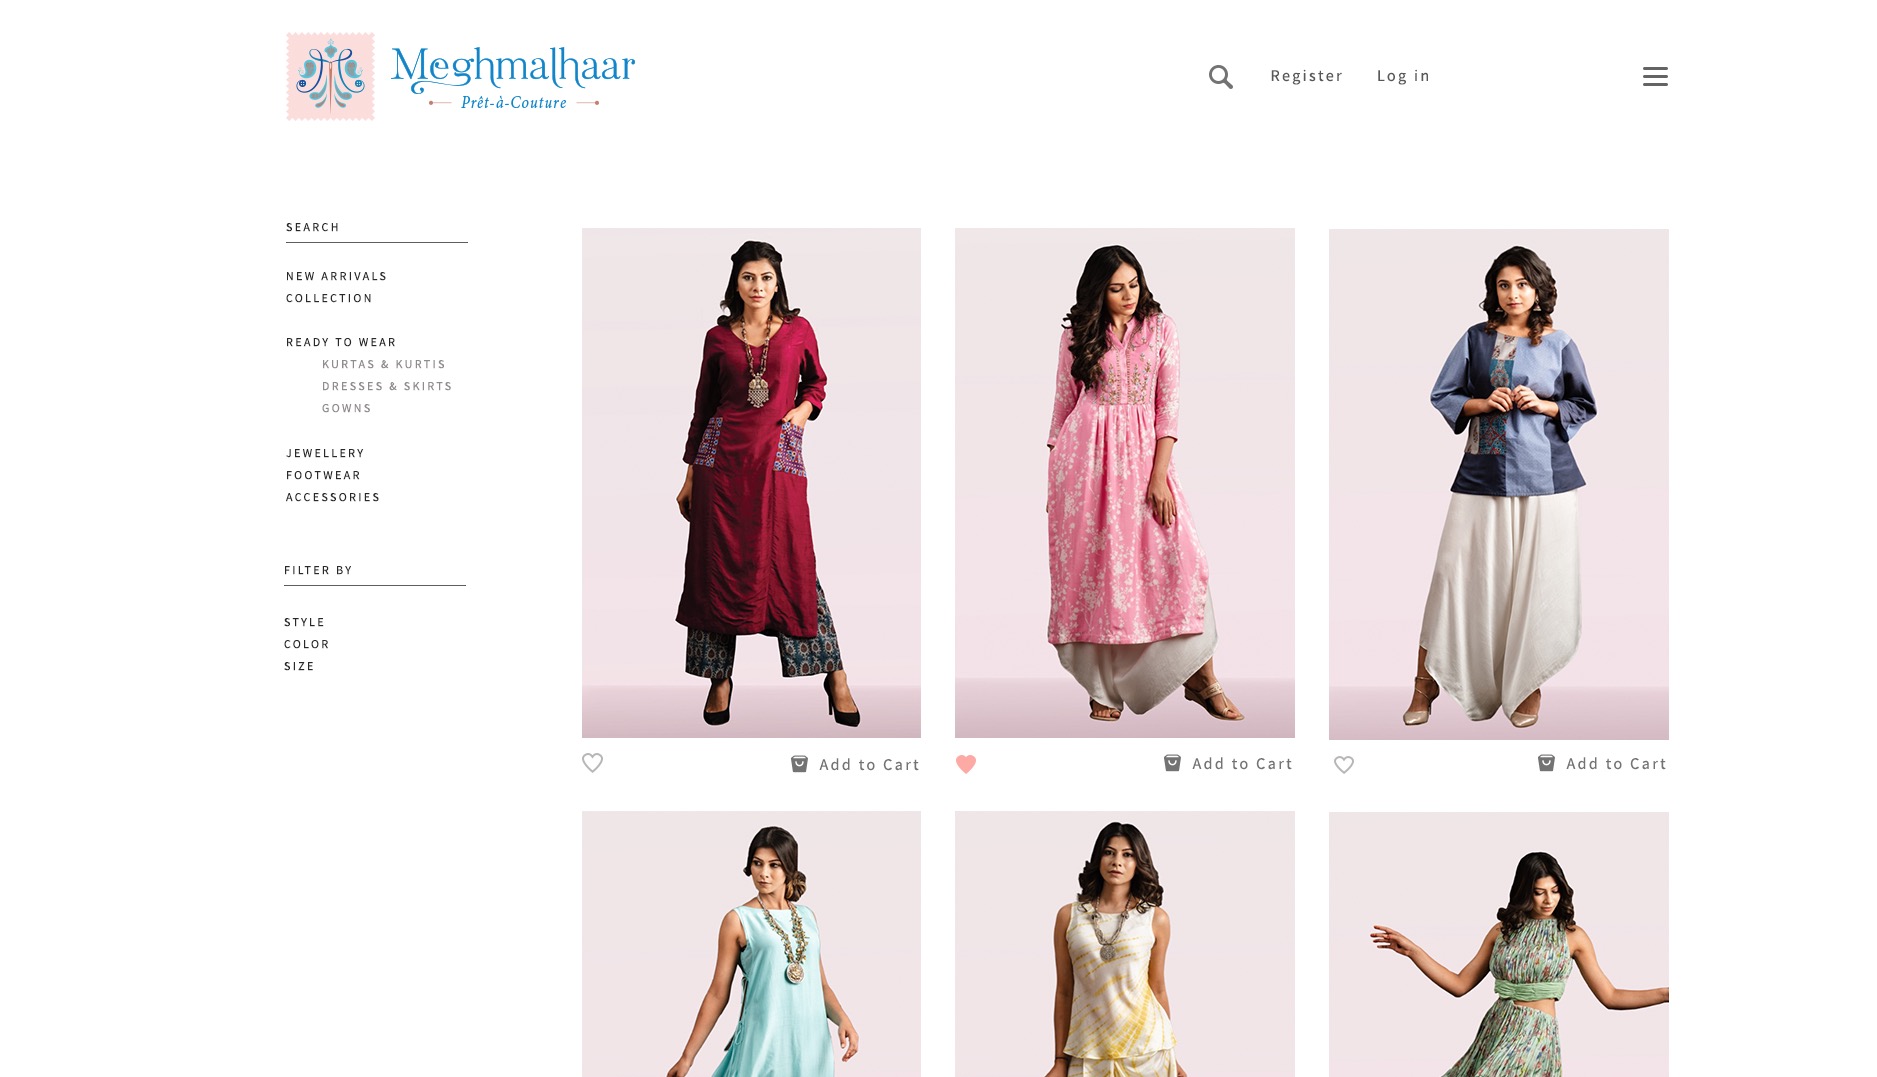 Meghmalhaar
Prêt-à-Couture
Register
Log in
SEARCH
NEW ARRIVALS
COLLECTION
READY TO WEAR
KURTAS & KURTIS
DRESSES & SKIRTS
GOWNS
JEWELLERY
FOOTWEAR
ACCESSORIES
FILTER BY
STYLE
COLOR
SIZE
Add to Cart
Add to Cart
Add to Cart